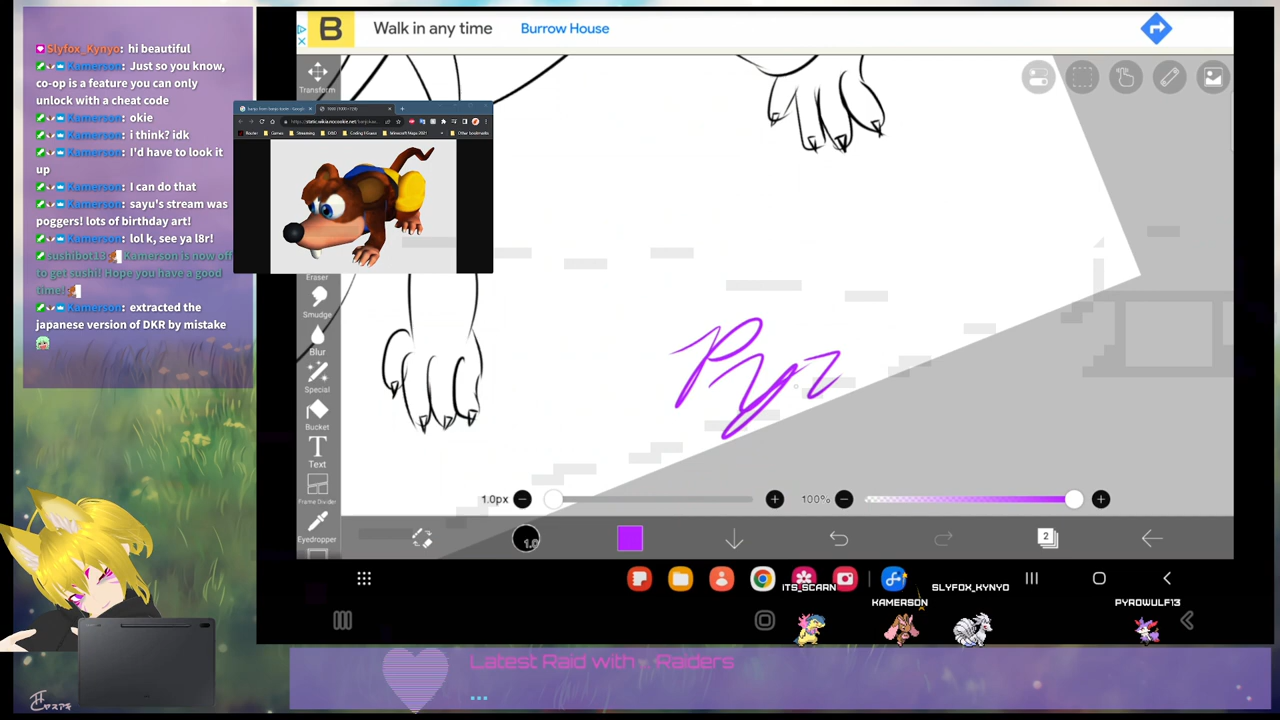 Slyfox_Kynyo: hi beautiful
Kamerson: Just so you know,
co-op is a feature you can only
unlock with a cheat code
Kamerson: okie
Kamerson: i think? idk
Kamerson: I'd have to look it
up
Kamerson: I can do that
Kamerson: sayu's stream was
poggers! lots of birthday art!
Kamerson: lol k, see ya l8r!
sushibot13: Kamerson is now off
to get sushi! Hope you have a good
time!
Kamerson: extracted the
japanese version of DKR by mistake
B
Walk in any time
Burrow House
Transform
Eraser
Smudge
Blur
Special
Bucket
T
Text
Frame Divider
Eyedropper
Pyr
1.0px
100%
1.0
2
ITS_SCARN
KAMERSON
SLYFOX_KYNYO
PYROWULF13
Latest Raid with - Raiders
...